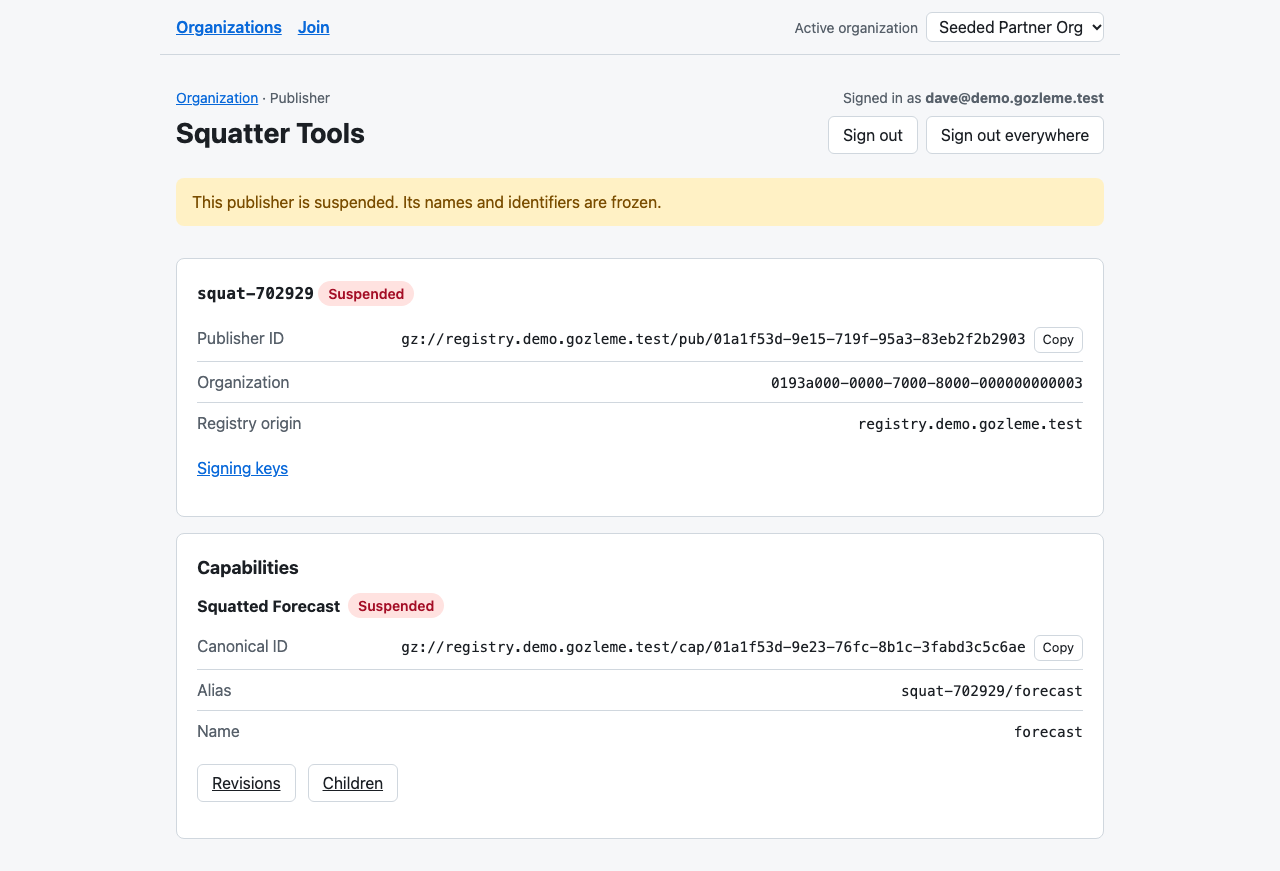 Organizations Join Active organization Seeded Partner Org
Organization · Publisher Signed in as dave@demo.gozleme.test
Squatter Tools Sign out Sign out everywhere
This publisher is suspended. Its names and identifiers are frozen.
squat-702929 Suspended
Publisher ID gz://registry.demo.gozleme.test/pub/01a1f53d-9e15-719f-95a3-83eb2f2b2903 Copy
Organization 0193a000-0000-7000-8000-000000000003
Registry origin registry.demo.gozleme.test
Signing keys
Capabilities
Squatted Forecast Suspended
Canonical ID gz://registry.demo.gozleme.test/cap/01a1f53d-9e23-76fc-8b1c-3fabd3c5c6ae Copy
Alias squat-702929/forecast
Name forecast
Revisions Children